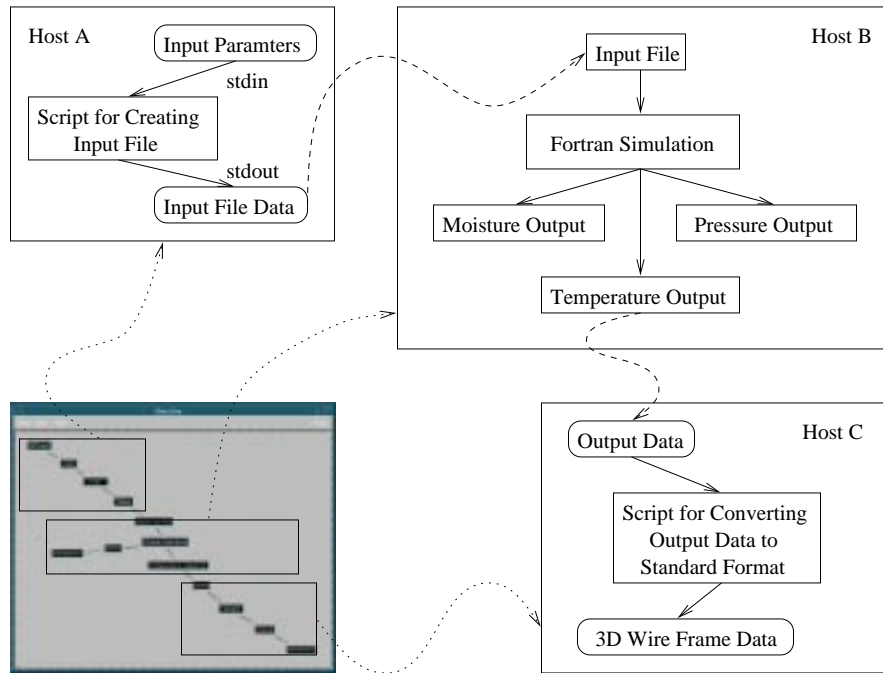 Host A
Input Paramters
stdin
Script for Creating
Input File
stdout
Input File Data
Host B
Input File
Fortran Simulation
Moisture Output
Pressure Output
Temperature Output
Host C
Output Data
Script for Converting
Output Data to
Standard Format
3D Wire Frame Data